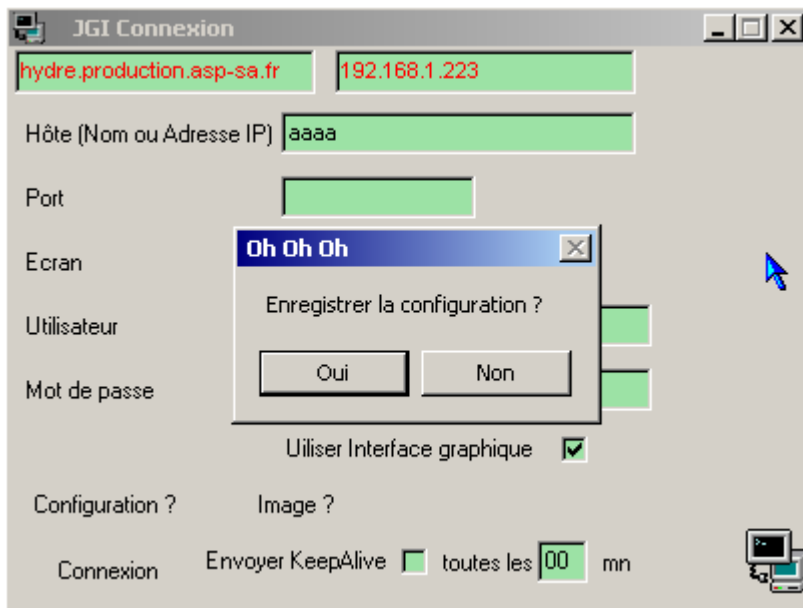 JGI Connexion
hydre.production.asp-sa.fr 192.168.1.223
Hôte (Nom ou Adresse IP) aaaa
Port
Oh Oh Oh
Ecran
Enregistrer la configuration ?
Utilisateur
Oui Non
Mot de passe
Uiliser Interface graphique
Configuration ? Image ?
Connexion Envoyer KeepAlive toutes les 00 mn